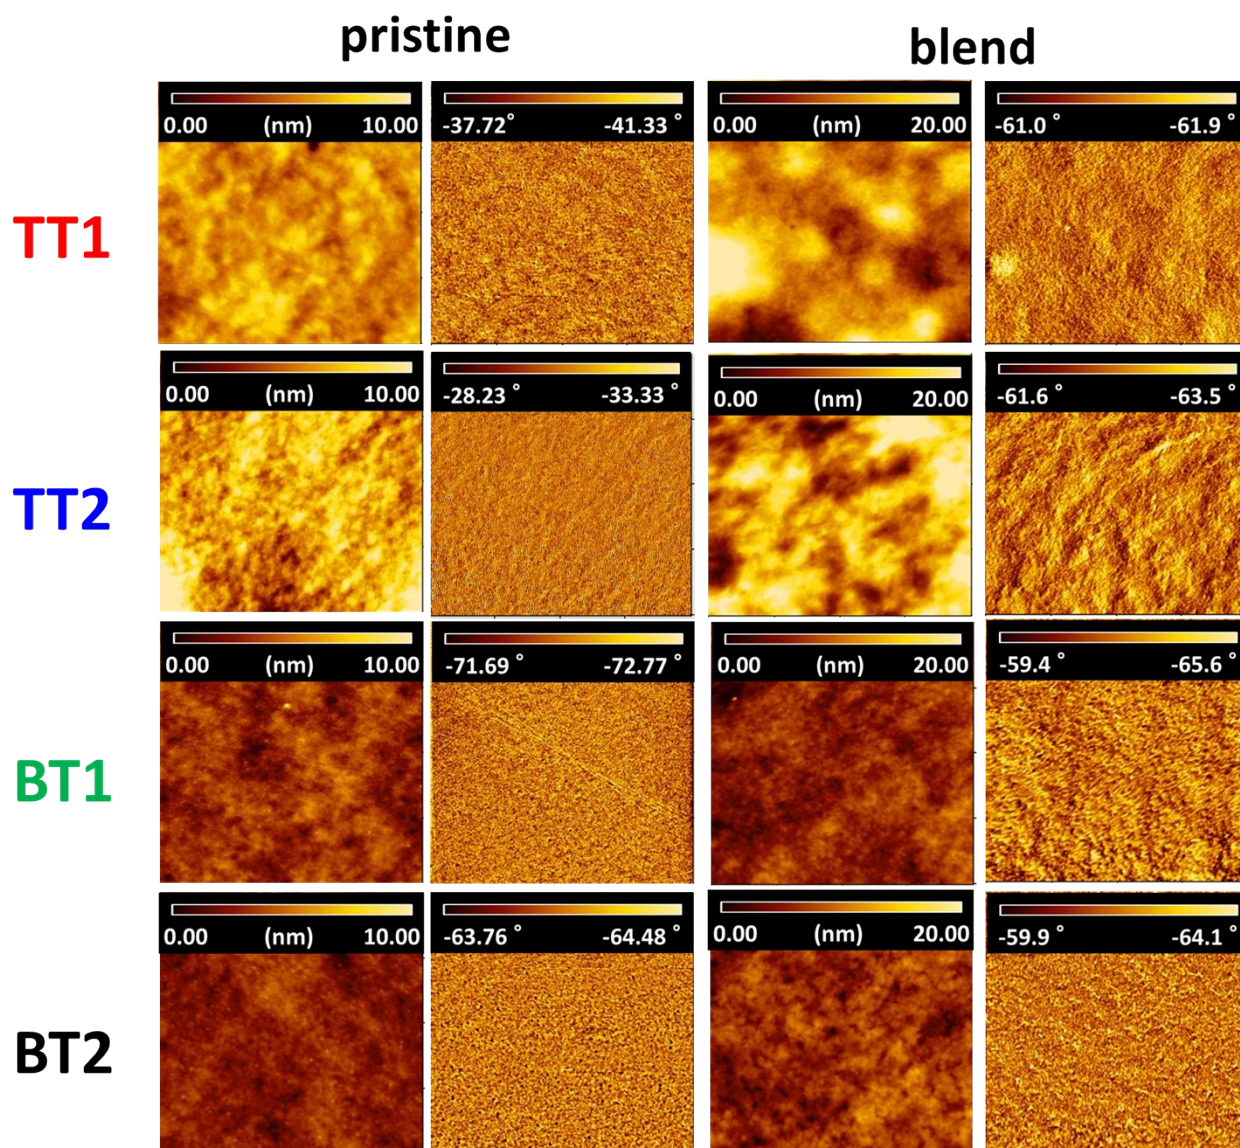 pristine
blend
0.00 (nm) 10.00
-37.72° -41.33 °
0.00 (nm) 20.00
-61.0 ° -61.9 °
TT1
0.00 (nm) 10.00
-28.23 ° -33.33 °
0.00 (nm) 20.00
-61.6 ° -63.5 °
TT2
0.00 (nm) 10.00
-71.69 ° -72.77 °
0.00 (nm) 20.00
-59.4 ° -65.6 °
BT1
0.00 (nm) 10.00
-63.76 ° -64.48 °
0.00 (nm) 20.00
-59.9 ° -64.1 °
BT2